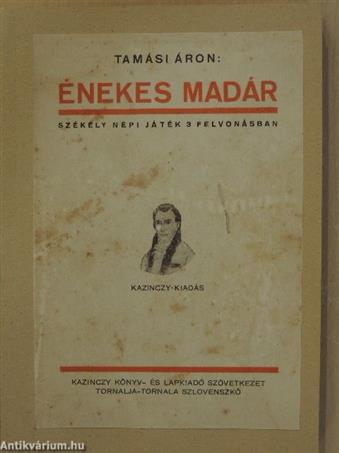 TAMÁSI ÁRON:
ÉNEKES MADÁR
SZÉKELY NÉPI JÁTÉK 3 FELVONÁSBAN
KAZINCZY-KIADÁS
KAZINCZY KÖNYV- ÉS LAPKIADÓ SZÖVETKEZET
TORNALJA-TORNALA SZLOVENSZKÓ
Antikvárium.hu